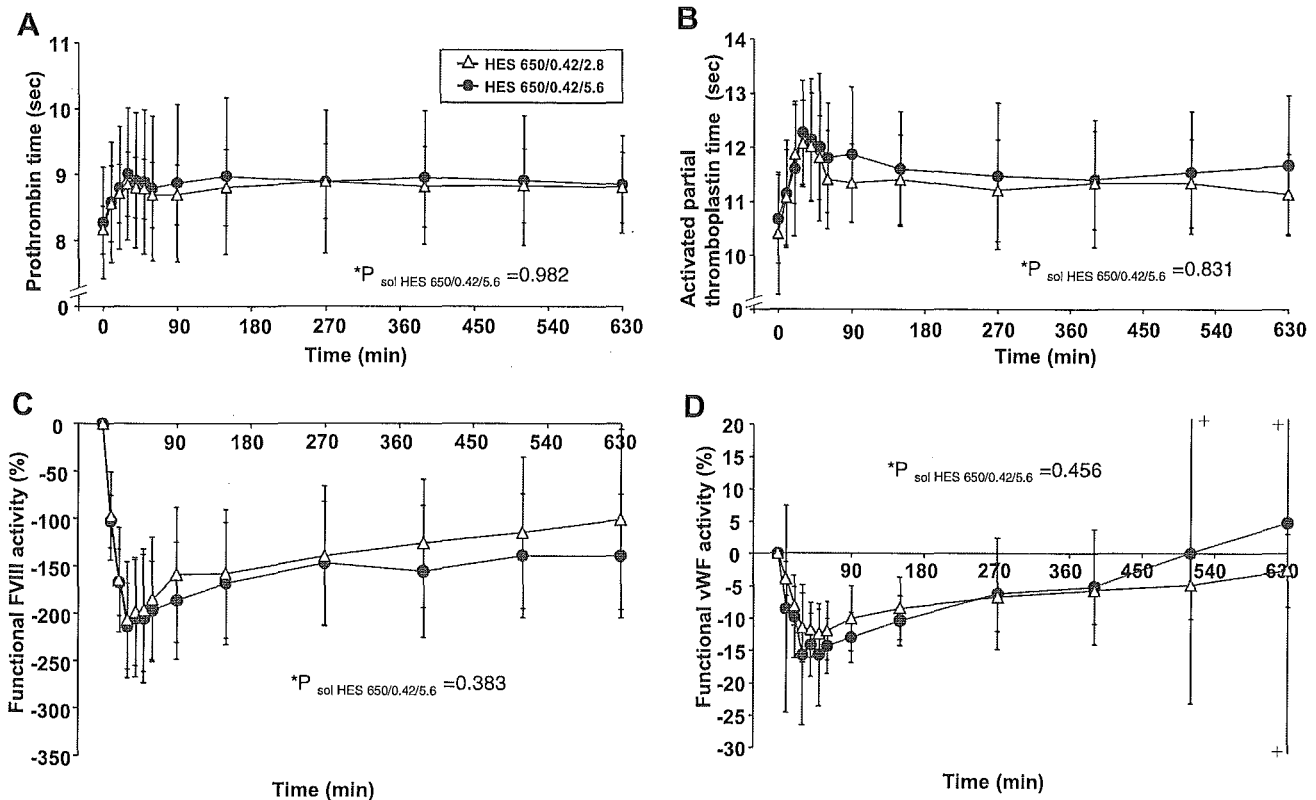 A
Prothrombin time (sec)
11
10
9
8
0
HES 650/0.42/2.8
HES 650/0.42/5.6
*P sol HES 650/0.42/5.6 =0.982
0 90 180 270 360 450 540 630
Time (min)
B
Activated partial
thromboplastin time (sec)
14
13
12
11
10
0
*P sol HES 650/0.42/5.6 =0.831
0 90 180 270 360 450 540 630
Time (min)
C
Functional FVIII activity (%)
0
-50
-100
-150
-200
-250
-300
-350
90 180 270 360 450 540 630
*P sol HES 650/0.42/5.6 =0.383
Time (min)
D
Functional vWF activity (%)
20
15
10
5
0
-5
-10
-15
-20
-25
-30
+ +
*P sol HES 650/0.42/5.6 =0.456
90 180 270 360 450 540 630
+
Time (min)